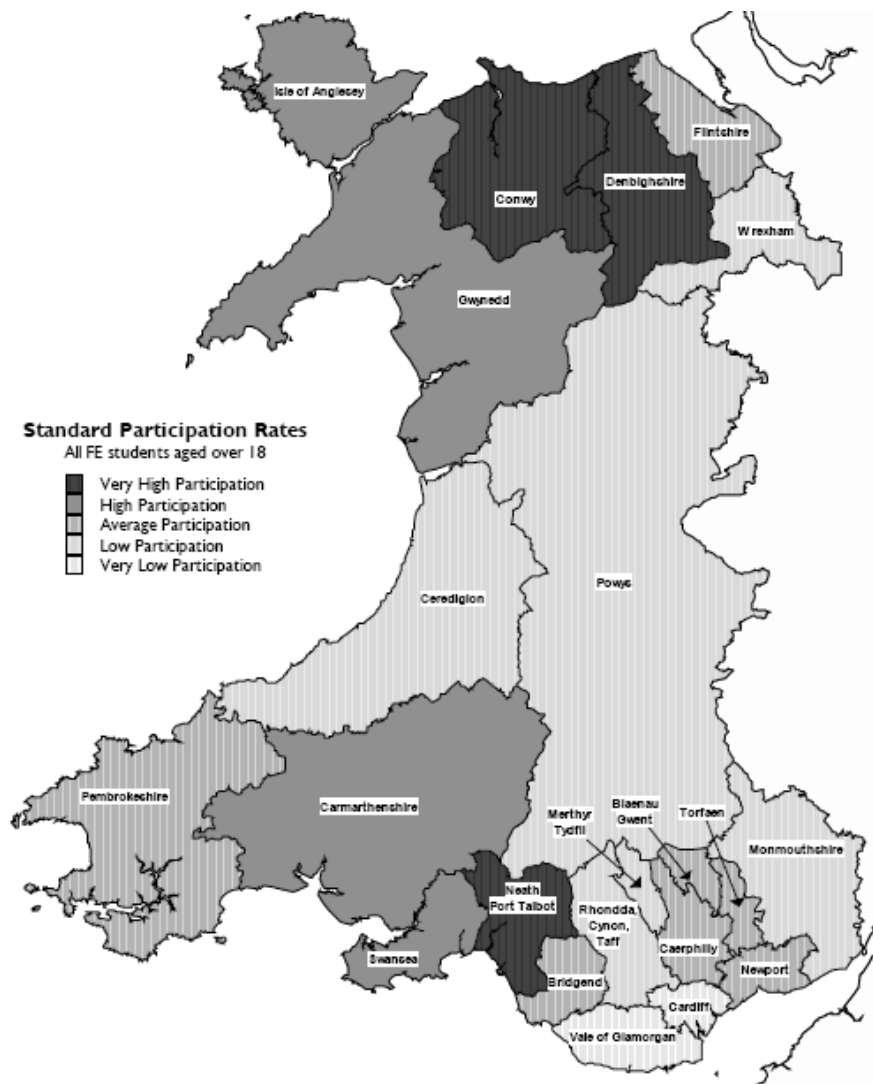 Isle of Anglesey
Flintshire
Denbighshire
Conwy
Wrexham
Gwynedd
Standard Participation Rates
All FE students aged over 18
Very High Participation
High Participation
Average Participation
Low Participation
Very Low Participation
Ceredigion
Powys
Pembrokeshire
Carmarthenshire
Merthyr
Tydfil
Blaenau
Gwent
Torfaen
Monmouthshire
Neath
Port Talbot
Rhondda,
Cynon,
Taff
Caerphilly
Swansea
Bridgend
Newport
Cardiff
Vale of Glamorgan